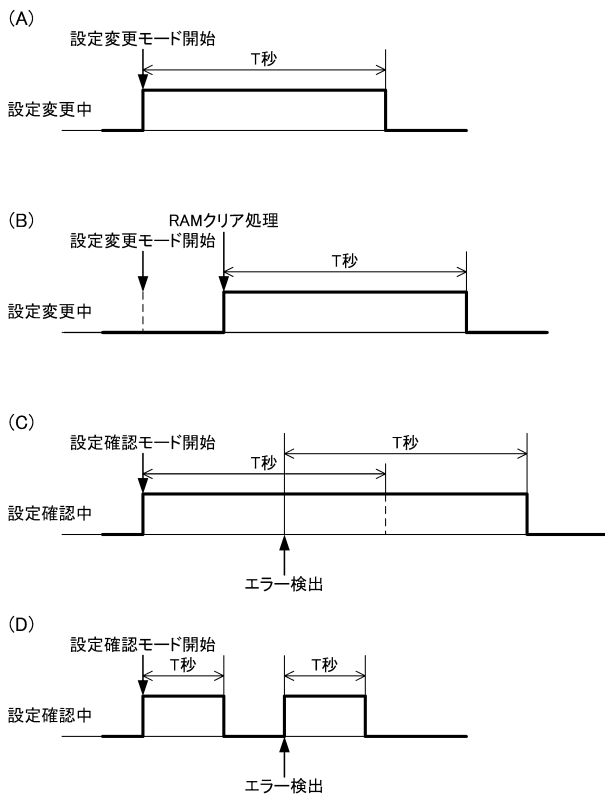 (A)
設定変更モード開始
T秒
設定変更中
(B)
RAMクリア処理
設定変更モード開始
T秒
設定変更中
(C)
設定確認モード開始
T秒
T秒
設定確認中
エラー検出
(D)
設定確認モード開始
T秒
T秒
設定確認中
エラー検出